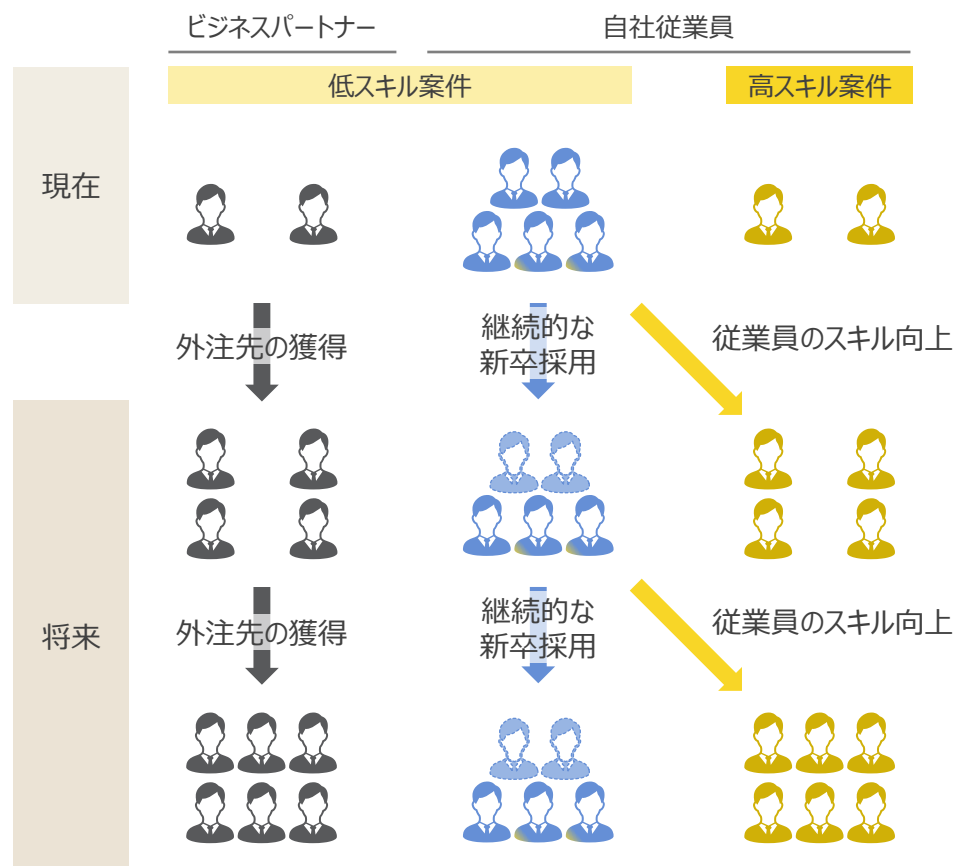 ビジネスパートナー
自社従業員
低スキル案件
高スキル案件
現在
外注先の獲得
継続的な
新卒採用
従業員のスキル向上
将来
外注先の獲得
継続的な
新卒採用
従業員のスキル向上